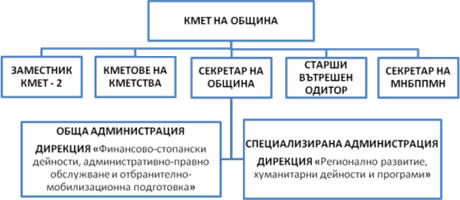 КМЕТ НА ОБЩИНА
ЗАМЕСТНИК
КМЕТ - 2
КМЕТОВЕ НА
КМЕТСТВА
СЕКРЕТАР НА
ОБЩИНА
СТАРШИ
ВЪТРЕШЕН
ОДИТОР
СЕКРЕТАР НА
МНБППМН
ОБЩА АДМИНИСТРАЦИЯ
ДИРЕКЦИЯ «Финансово-стопански
дейности, административно-правно
обслужване и отбранително-
мобилизационна подготовка»
СПЕЦИАЛИЗИРАНА АДМИНИСТРАЦИЯ
ДИРЕКЦИЯ «Регионално развитие,
хуманитарни дейности и програми»